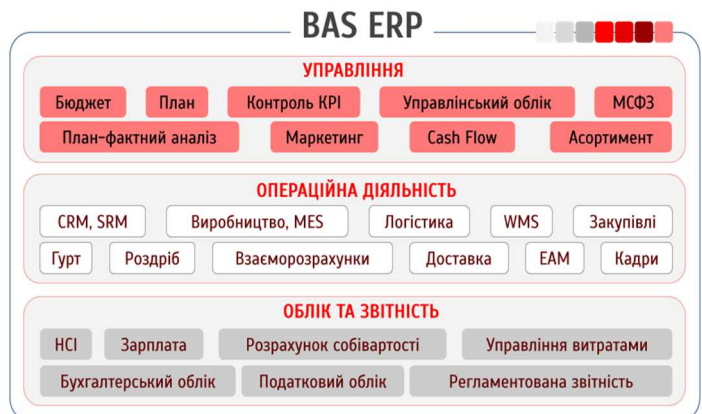 BAS ERP
УПРАВЛІННЯ
Бюджет План Контроль KPI Управлінський облік МСФЗ
План-фактний аналіз Маркетинг Cash Flow Асортимент
ОПЕРАЦІЙНА ДІЯЛЬНІСТЬ
CRM, SRM Виробництво, MES Логістика WMS Закупівлі
Гурт Роздріб Взаєморозрахунки Доставка EAM Кадри
ОБЛІК ТА ЗВІТНІСТЬ
НСІ Зарплата Розрахунок собівартості Управління витратами
Бухгалтерський облік Податковий облік Регламентована звітність